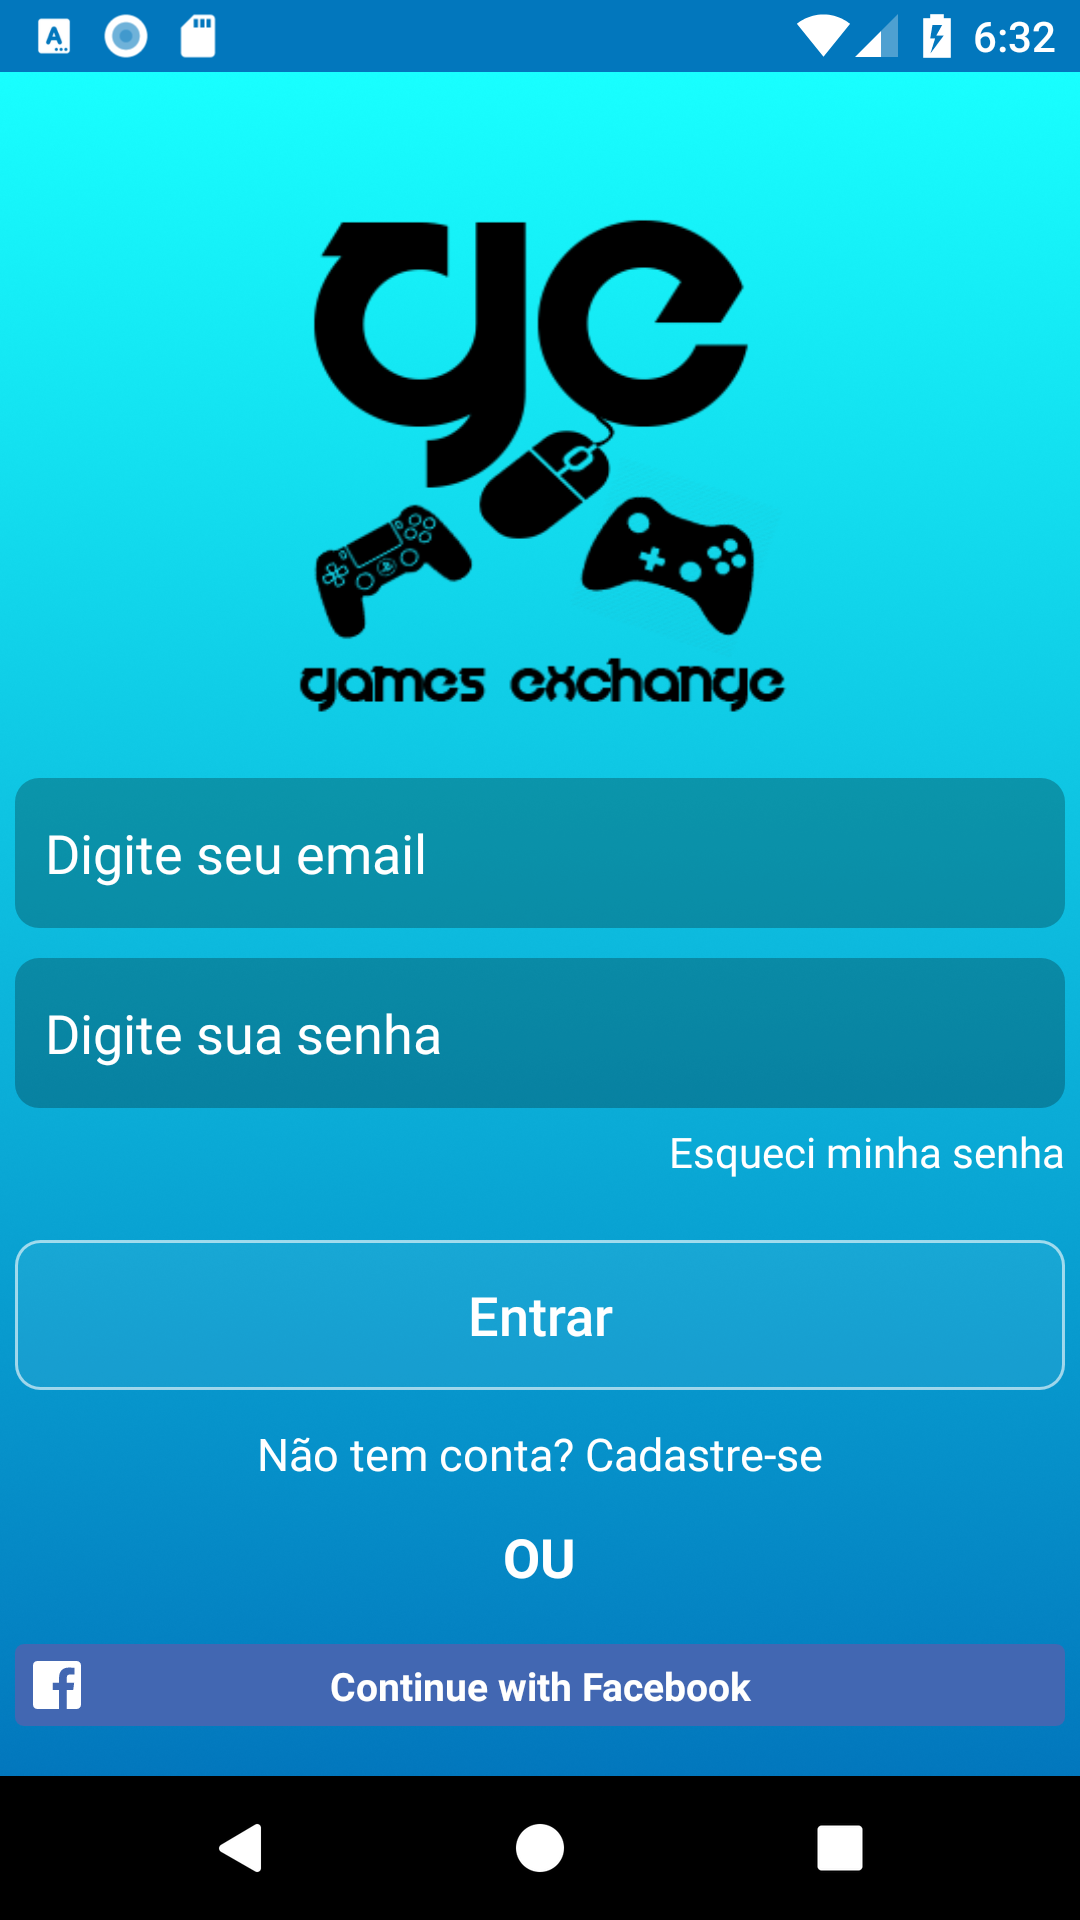 6:32
ge
games exchange
Digite seu email
Digite sua senha
Esqueci minha senha
Entrar
Não tem conta? Cadastre-se
OU
Continue with Facebook